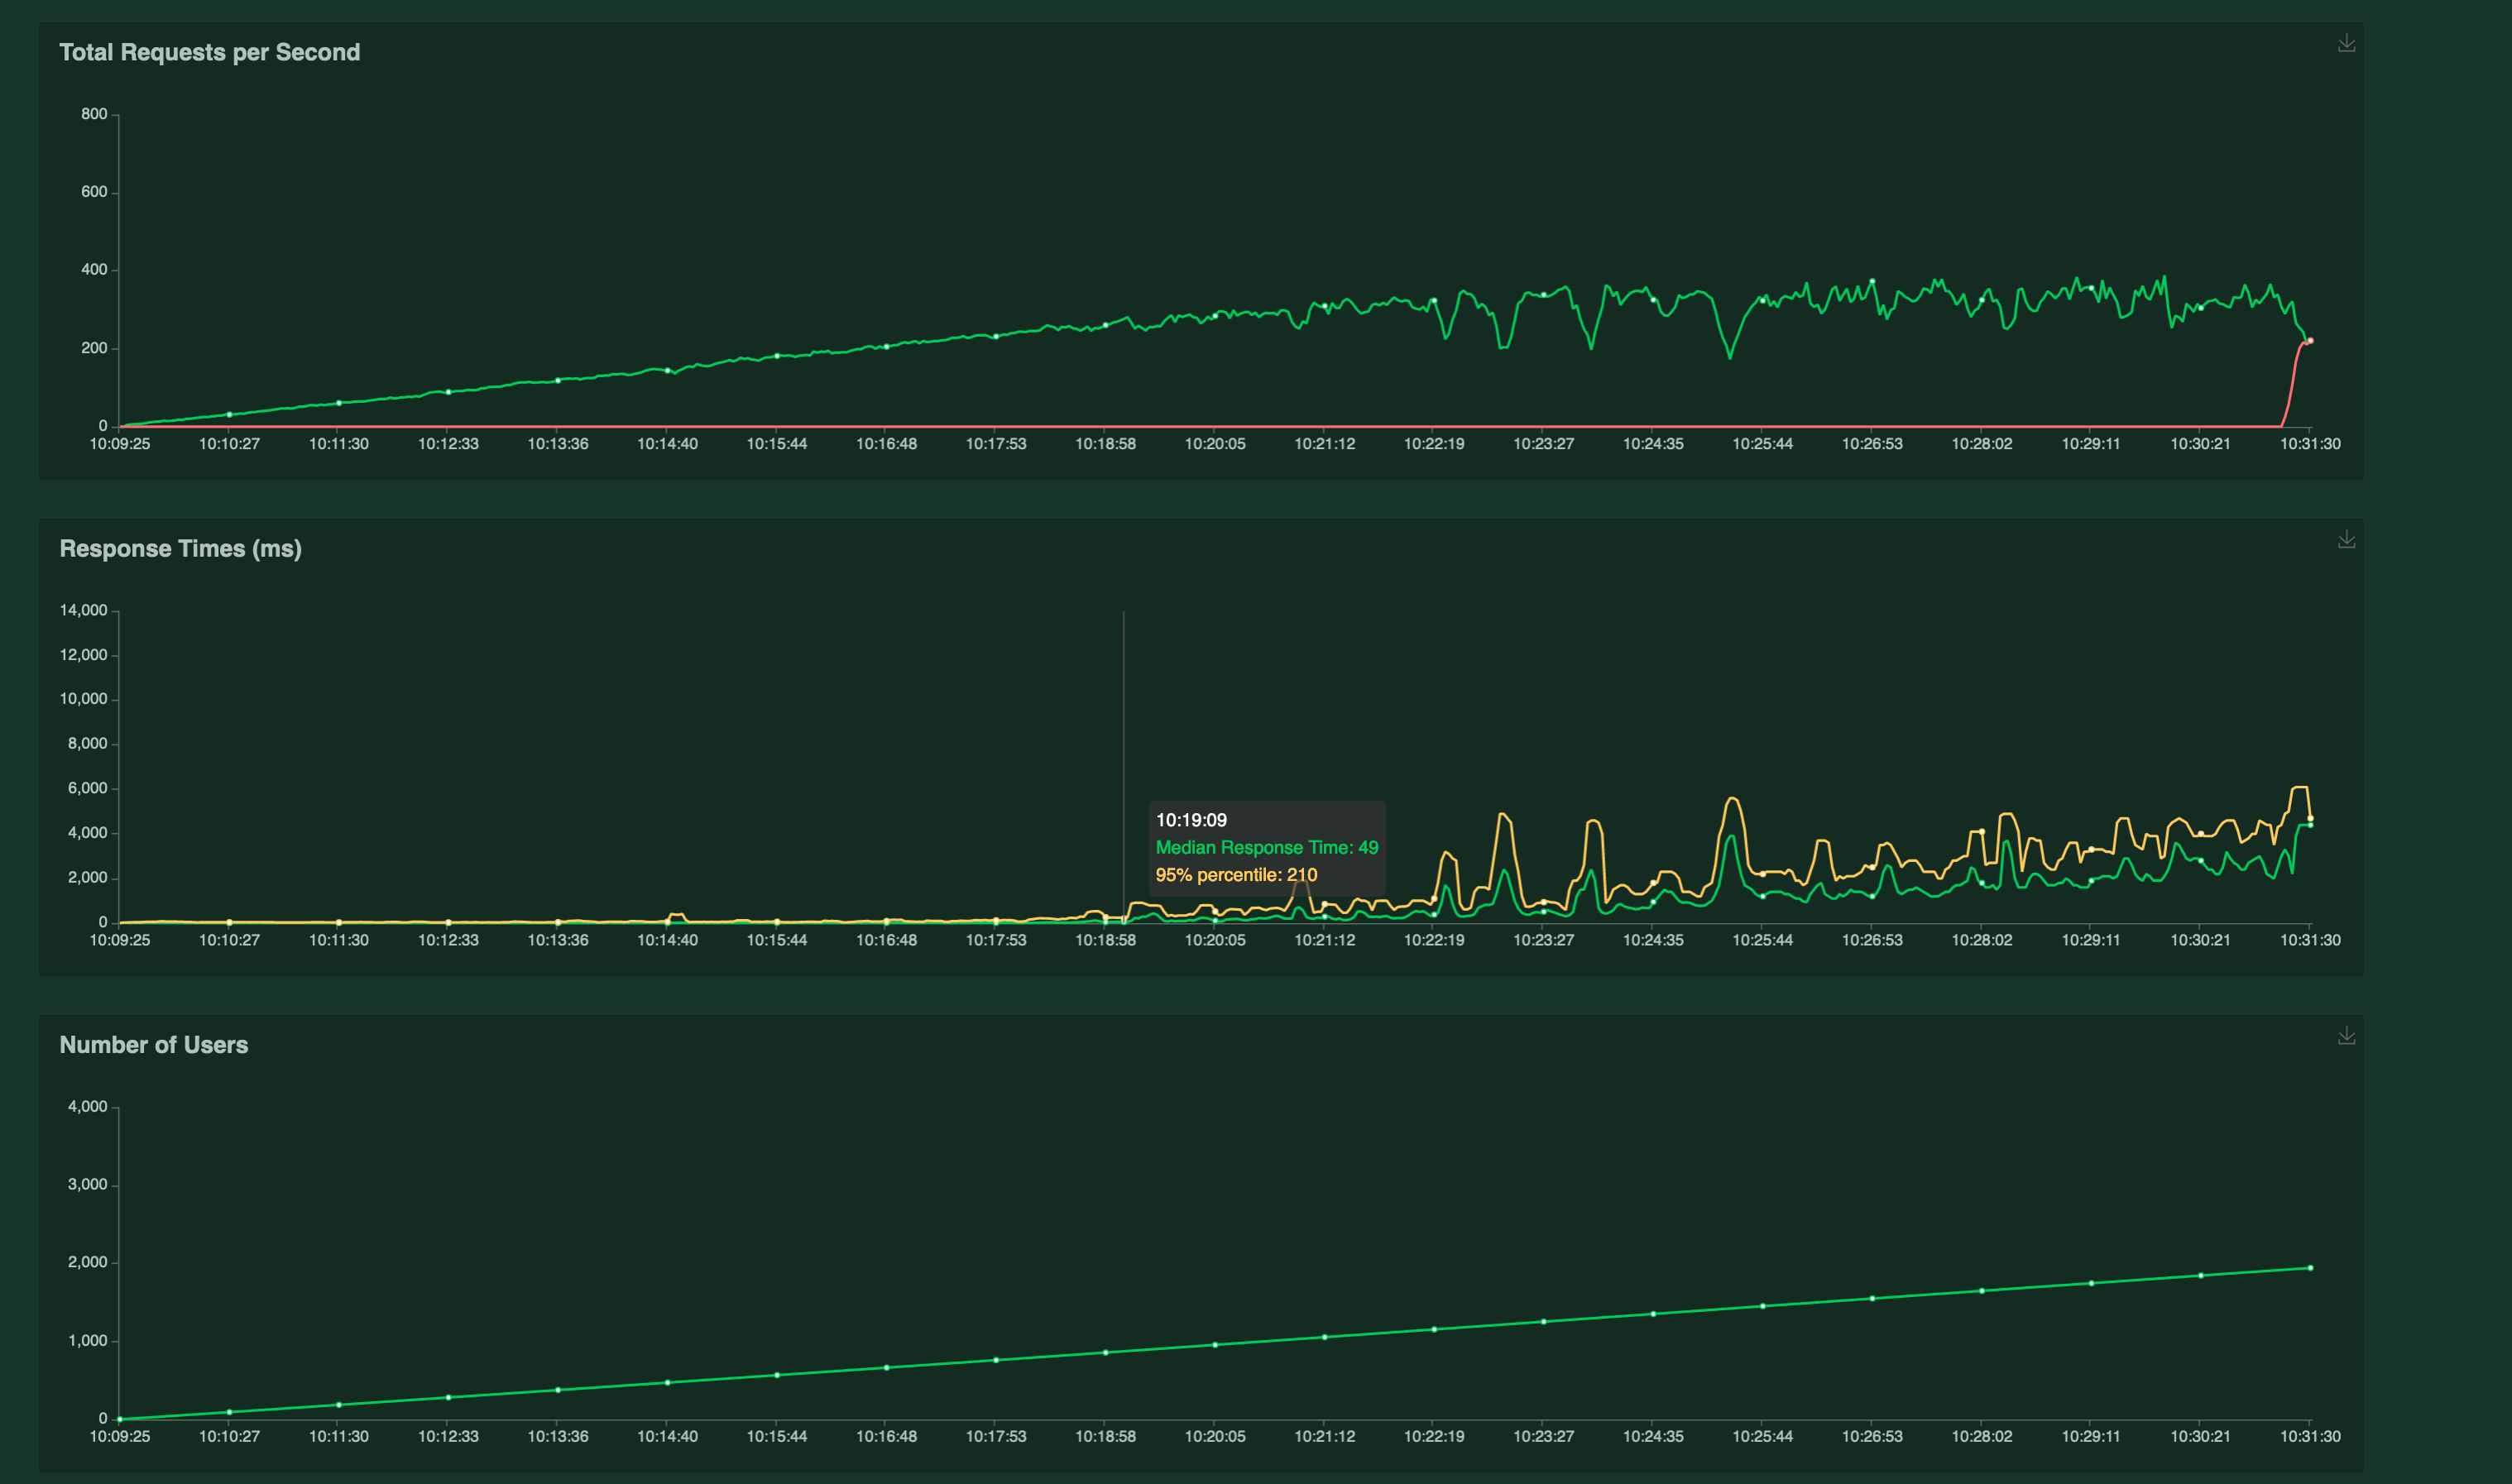 Total Requests per Second
800
600
400
200
0
10:09:25 10:10:27 10:11:30 10:12:33 10:13:36 10:14:40 10:15:44 10:16:48 10:17:53 10:18:58 10:20:05 10:21:12 10:22:19 10:23:27 10:24:35 10:25:44 10:26:53 10:28:02 10:29:11 10:30:21 10:31:30
Response Times (ms)
14,000
12,000
10,000
8,000
6,000
10:19:09
4,000
Median Response Time: 49
95% percentile: 210
2,000
0
10:09:25 10:10:27 10:11:30 10:12:33 10:13:36 10:14:40 10:15:44 10:16:48 10:17:53 10:18:58 10:20:05 10:21:12 10:22:19 10:23:27 10:24:35 10:25:44 10:26:53 10:28:02 10:29:11 10:30:21 10:31:30
Number of Users
4,000
3,000
2,000
1,000
0
10:09:25 10:10:27 10:11:30 10:12:33 10:13:36 10:14:40 10:15:44 10:16:48 10:17:53 10:18:58 10:20:05 10:21:12 10:22:19 10:23:27 10:24:35 10:25:44 10:26:53 10:28:02 10:29:11 10:30:21 10:31:30